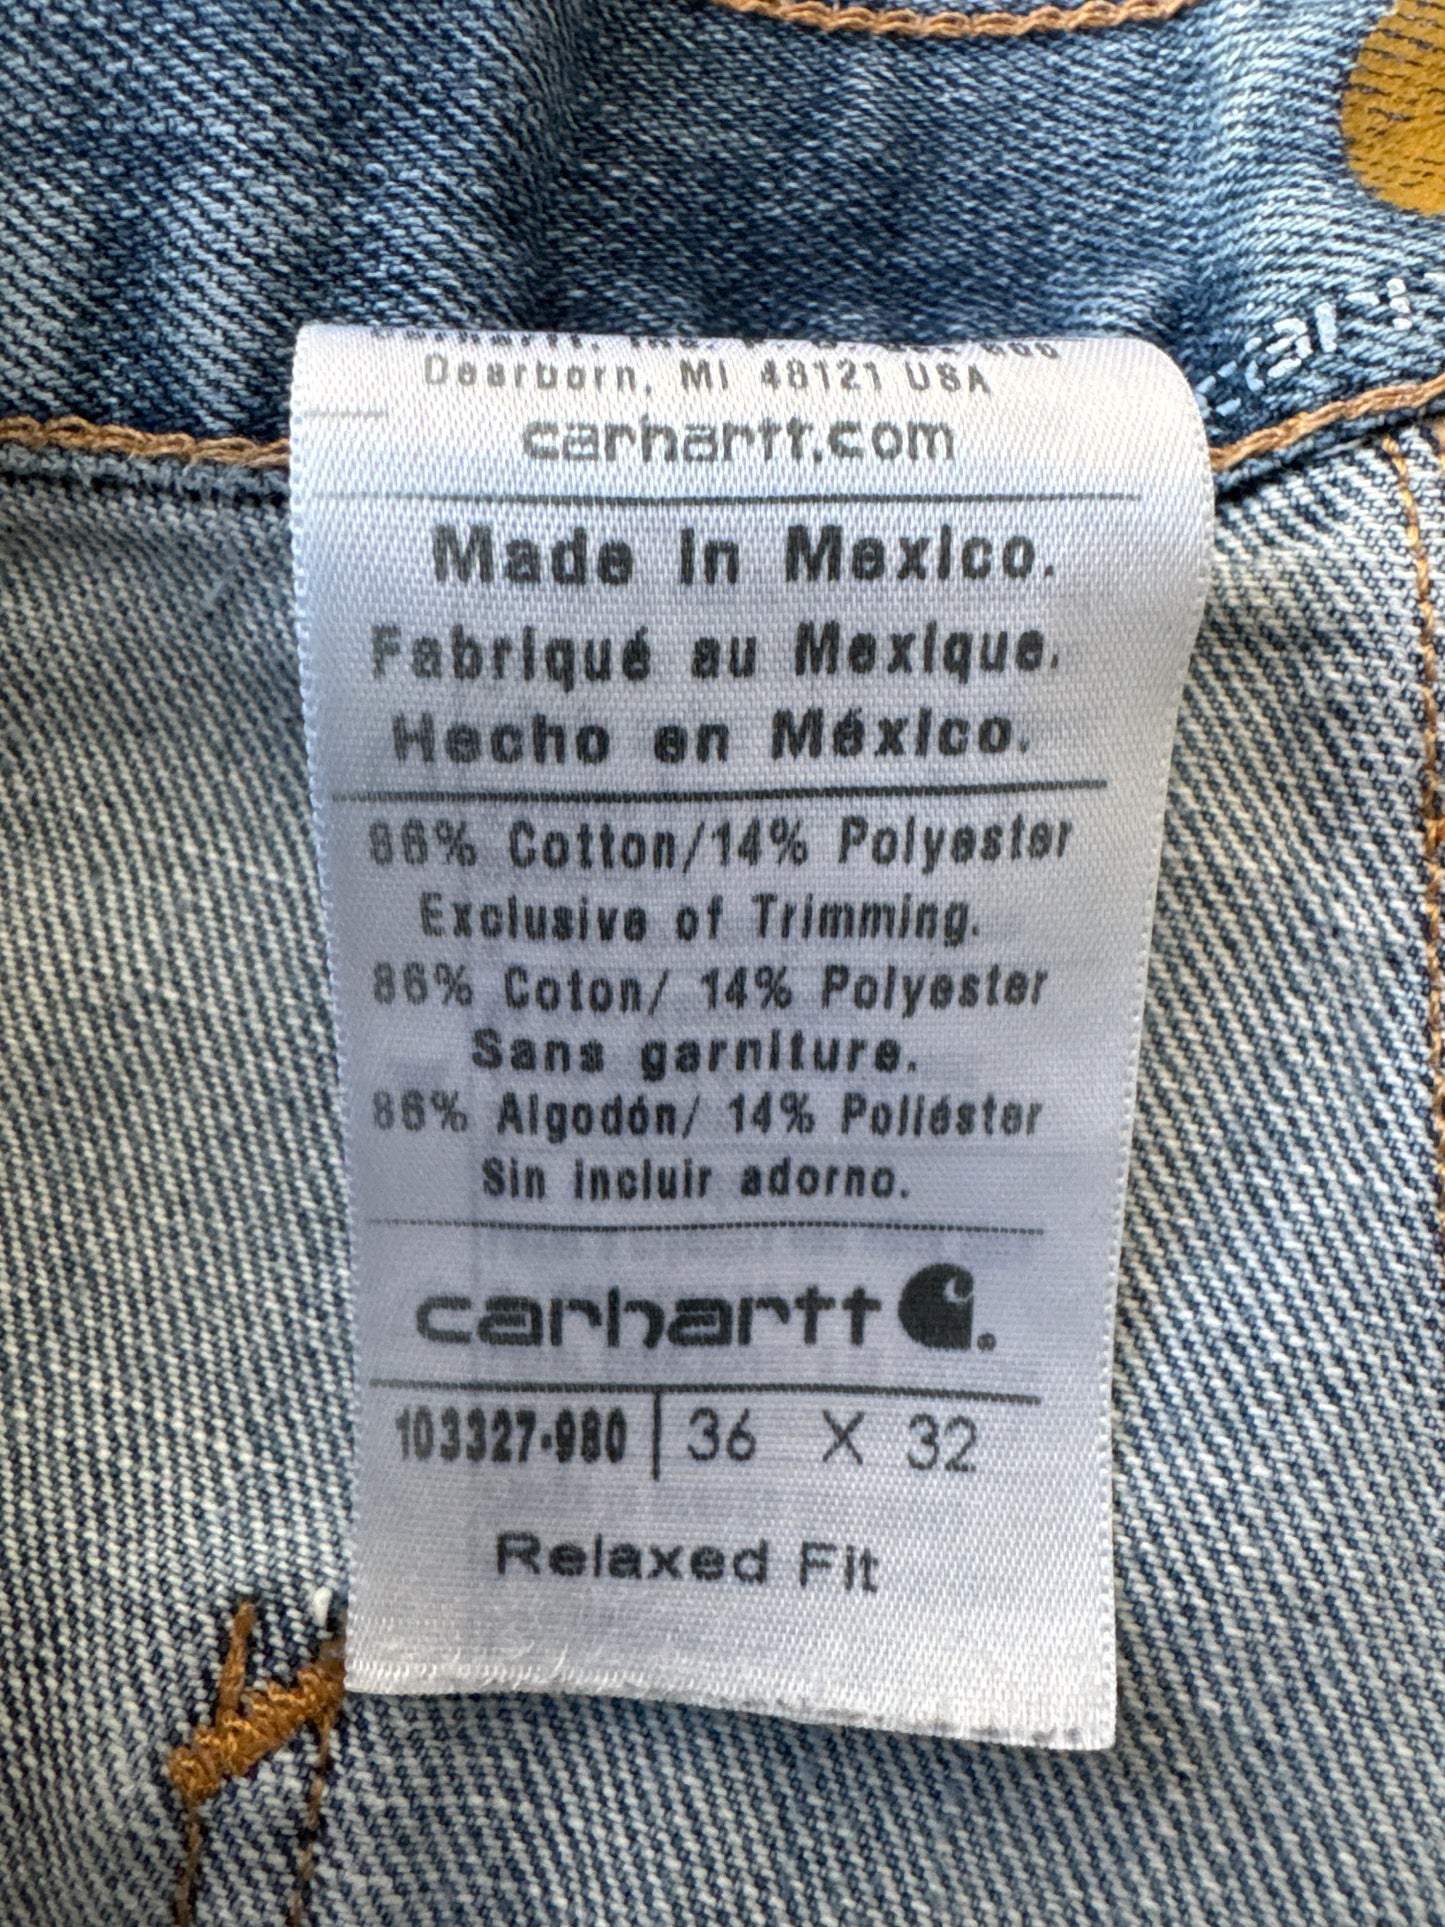 Dearborn, MI 48121 USA
carhartt.com
Made in Mexico.
Fabriqué au Mexique.
Hecho en México.
86% Cotton/14% Polyester
Exclusive of Trimming.
86% Coton/ 14% Polyester
Sans garniture.
86% Algodón/ 14% Poliéster
Sin incluir adorno.
carhartt
103327-980 | 36 X 32
Relaxed Fit